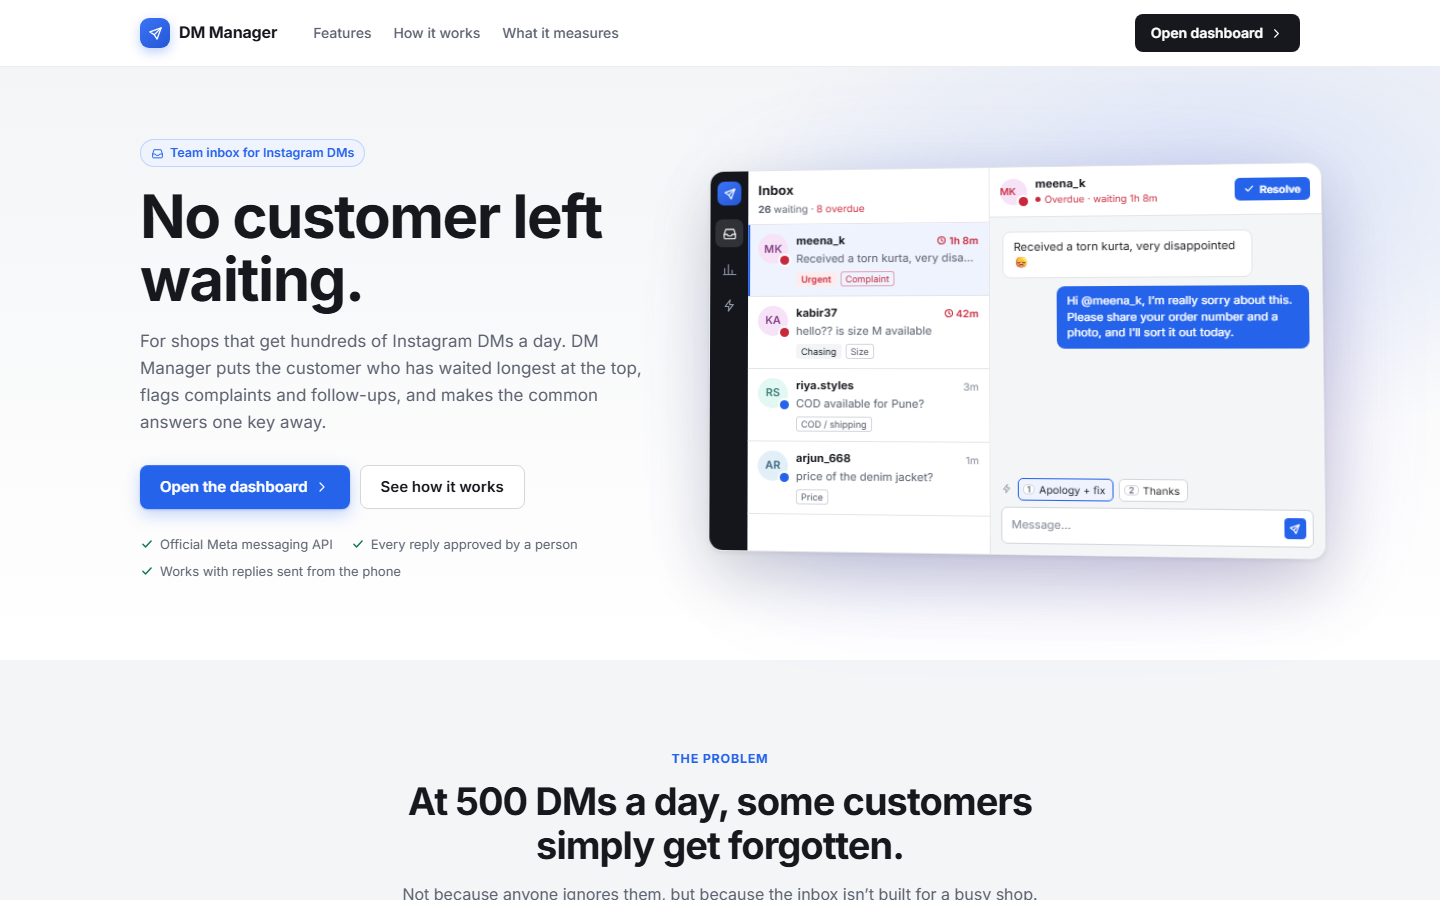 DM Manager
Features
How it works
What it measures
Open dashboard
Team inbox for Instagram DMs
No customer left
waiting.
For shops that get hundreds of Instagram DMs a day. DM
Manager puts the customer who has waited longest at the top,
flags complaints and follow-ups, and makes the common
answers one key away.
Open the dashboard
See how it works
Official Meta messaging API
Every reply approved by a person
Works with replies sent from the phone
Inbox
26 waiting · 8 overdue
MK
meena_k
1h 8m
Received a torn kurta, very disa...
Urgent
Complaint
KA
kabir37
42m
hello?? is size M available
Chasing
Size
RS
riya.styles
3m
COD available for Pune?
COD / shipping
AR
arjun_668
1m
price of the denim jacket?
Price
MK
meena_k
Overdue · waiting 1h 8m
Resolve
Received a torn kurta, very disappointed
😡
Hi @meena_k, I'm really sorry about this.
Please share your order number and a
photo, and I'll sort it out today.
1 Apology + fix
2 Thanks
Message...
THE PROBLEM
At 500 DMs a day, some customers
simply get forgotten.
Not because anyone ignores them, but because the inbox isn’t built for a busy shop.